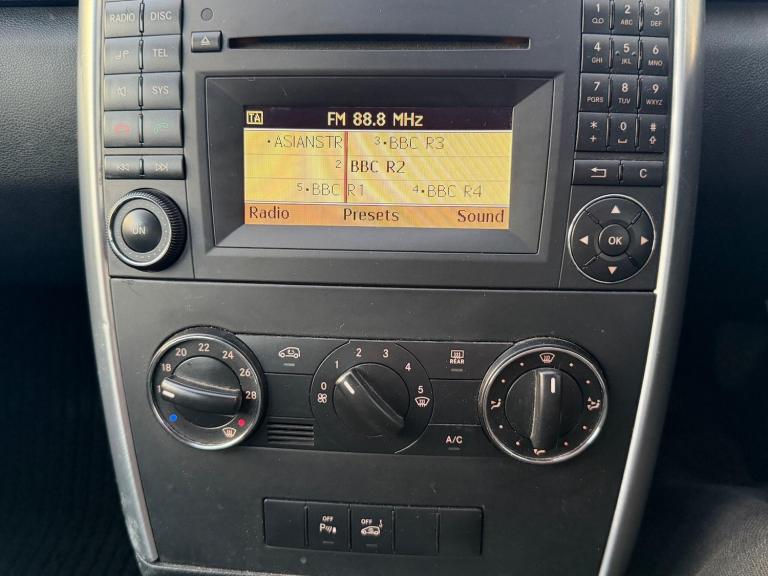 RADIO DISC
TEL
SYS
ON
TA FM 88.8 MHz
•ASIANSTR 3•BBC R3
2 BBC R2
5•BBC R1 4•BBC R4
Radio Presets Sound
1 2 ABC 3 DEF
4 GHI 5 JKL 6 MNO
7 PQRS 8 TUV 9 WXYZ
* 0 #
+
C
OK
18 20 22 24 26 28
0 1 2 3 4 5
REAR
A/C
OFF
P
OFF